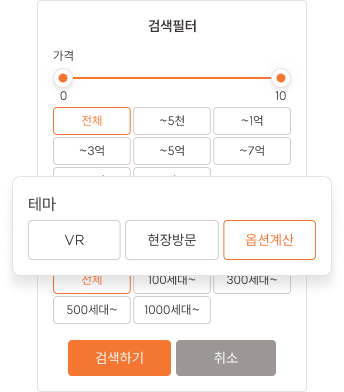 검색필터
가격
0 10
전체 ~5천 ~1억
~3억 ~5억 ~7억
테마
VR 현장방문 옵션계산
전체 100세대~ 300세대~
500세대~ 1000세대~
검색하기 취소